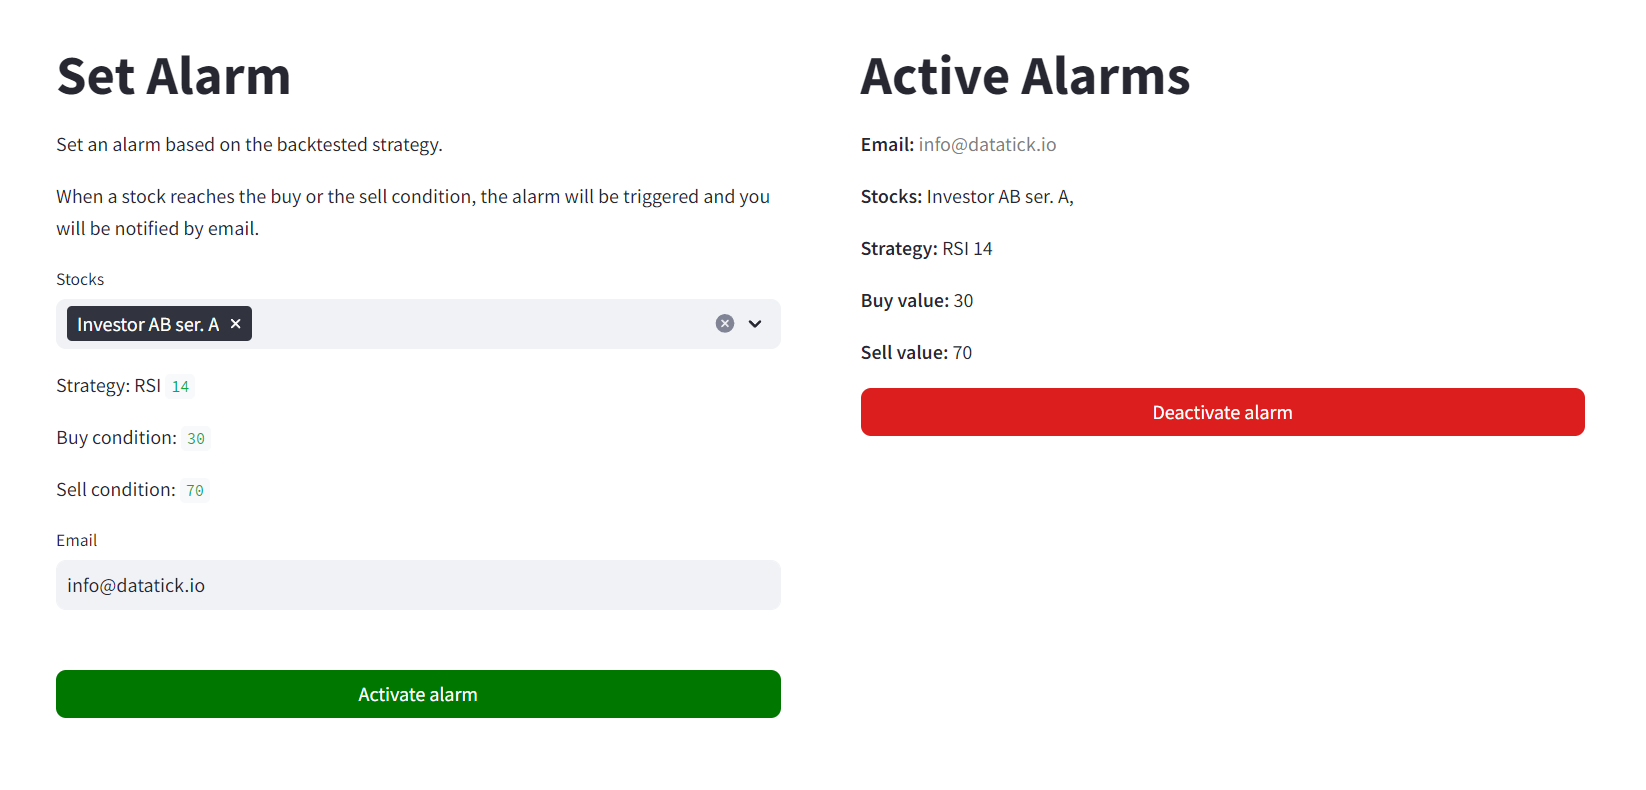 Set Alarm
Set an alarm based on the backtested strategy.
When a stock reaches the buy or the sell condition, the alarm will be triggered and you
will be notified by email.
Stocks
Investor AB ser. A
Strategy: RSI 14
Buy condition: 30
Sell condition: 70
Email
info@datatick.io
Activate alarm
Active Alarms
Email: info@datatick.io
Stocks: Investor AB ser. A,
Strategy: RSI 14
Buy value: 30
Sell value: 70
Deactivate alarm